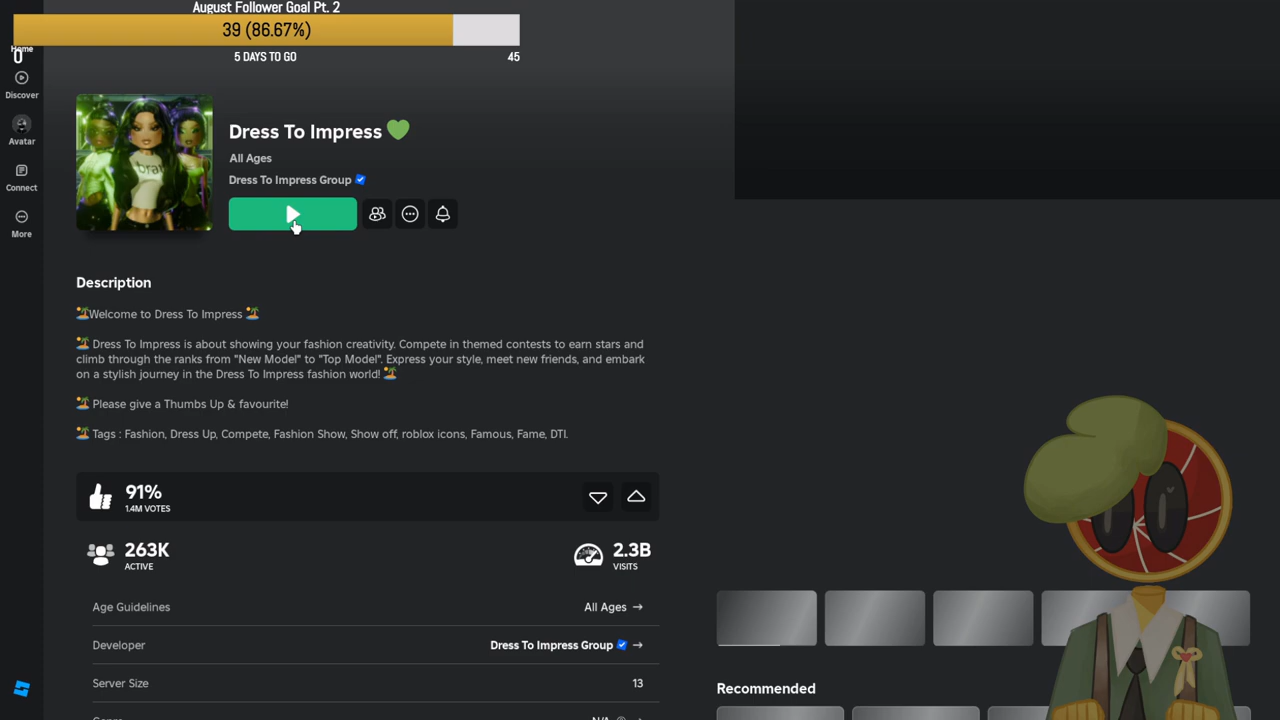 August Follower Goal Pt. 2
39 (86.67%)
5 DAYS TO GO
45
Home
0
Discover
Avatar
Connect
More
Dress To Impress 💚
All Ages
Dress To Impress Group
Description
🏝️Welcome to Dress To Impress 🏝️
🏝️ Dress To Impress is about showing your fashion creativity. Compete in themed contests to earn stars and
climb through the ranks from "New Model" to "Top Model". Express your style, meet new friends, and embark
on a stylish journey in the Dress To Impress fashion world! 🏝️
🏝️ Please give a Thumbs Up & favourite!
🏝️ Tags : Fashion, Dress Up, Compete, Fashion Show, Show off, roblox icons, Famous, Fame, DTI.
91%
1.4M VOTES
263K
ACTIVE
2.3B
VISITS
Age Guidelines
All Ages →
Developer
Dress To Impress Group →
Server Size
13
Recommended